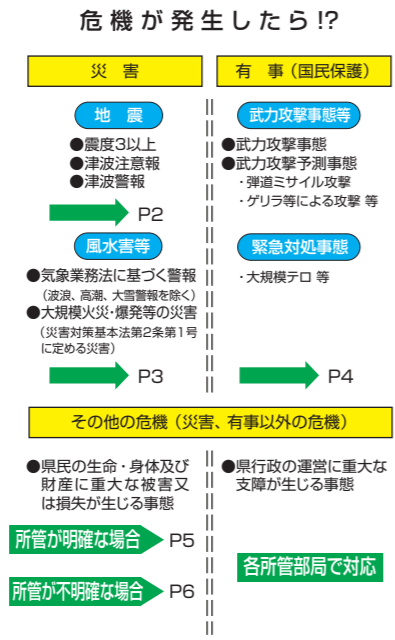 危機が発生したら!?
災　害
地　震
●震度3以上
●津波注意報
●津波警報
P2
風水害等
●気象業務法に基づく警報
（波浪、高潮、大雪警報を除く）
●大規模火災・爆発等の災害
（災害対策基本法第2条第1号
に定める災害）
P3
有　事（国民保護）
武力攻撃事態等
●武力攻撃事態
●武力攻撃予測事態
・弾道ミサイル攻撃
・ゲリラ等による攻撃 等
緊急対処事態
・大規模テロ 等
P4
その他の危機（災害、有事以外の危機）
●県民の生命・身体及び
財産に重大な被害又
は損失が生じる事態
所管が明確な場合
P5
所管が不明確な場合
P6
●県行政の運営に重大な
支障が生じる事態
各所管部局で対応